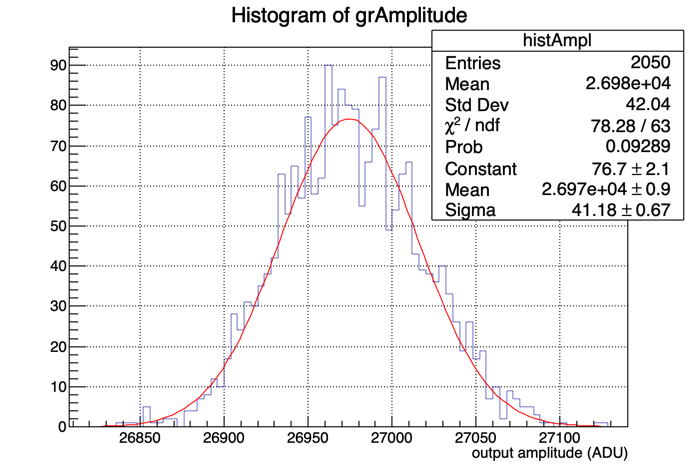 Histogram of grAmplitude
histAmpl
Entries 2050
Mean 2.698e+04
Std Dev 42.04
χ² / ndf 78.28 / 63
Prob 0.09289
Constant 76.7 ± 2.1
Mean 2.697e+04 ± 0.9
Sigma 41.18 ± 0.67
90
80
70
60
50
40
30
20
10
0
26850 26900 26950 27000 27050 27100
output amplitude (ADU)